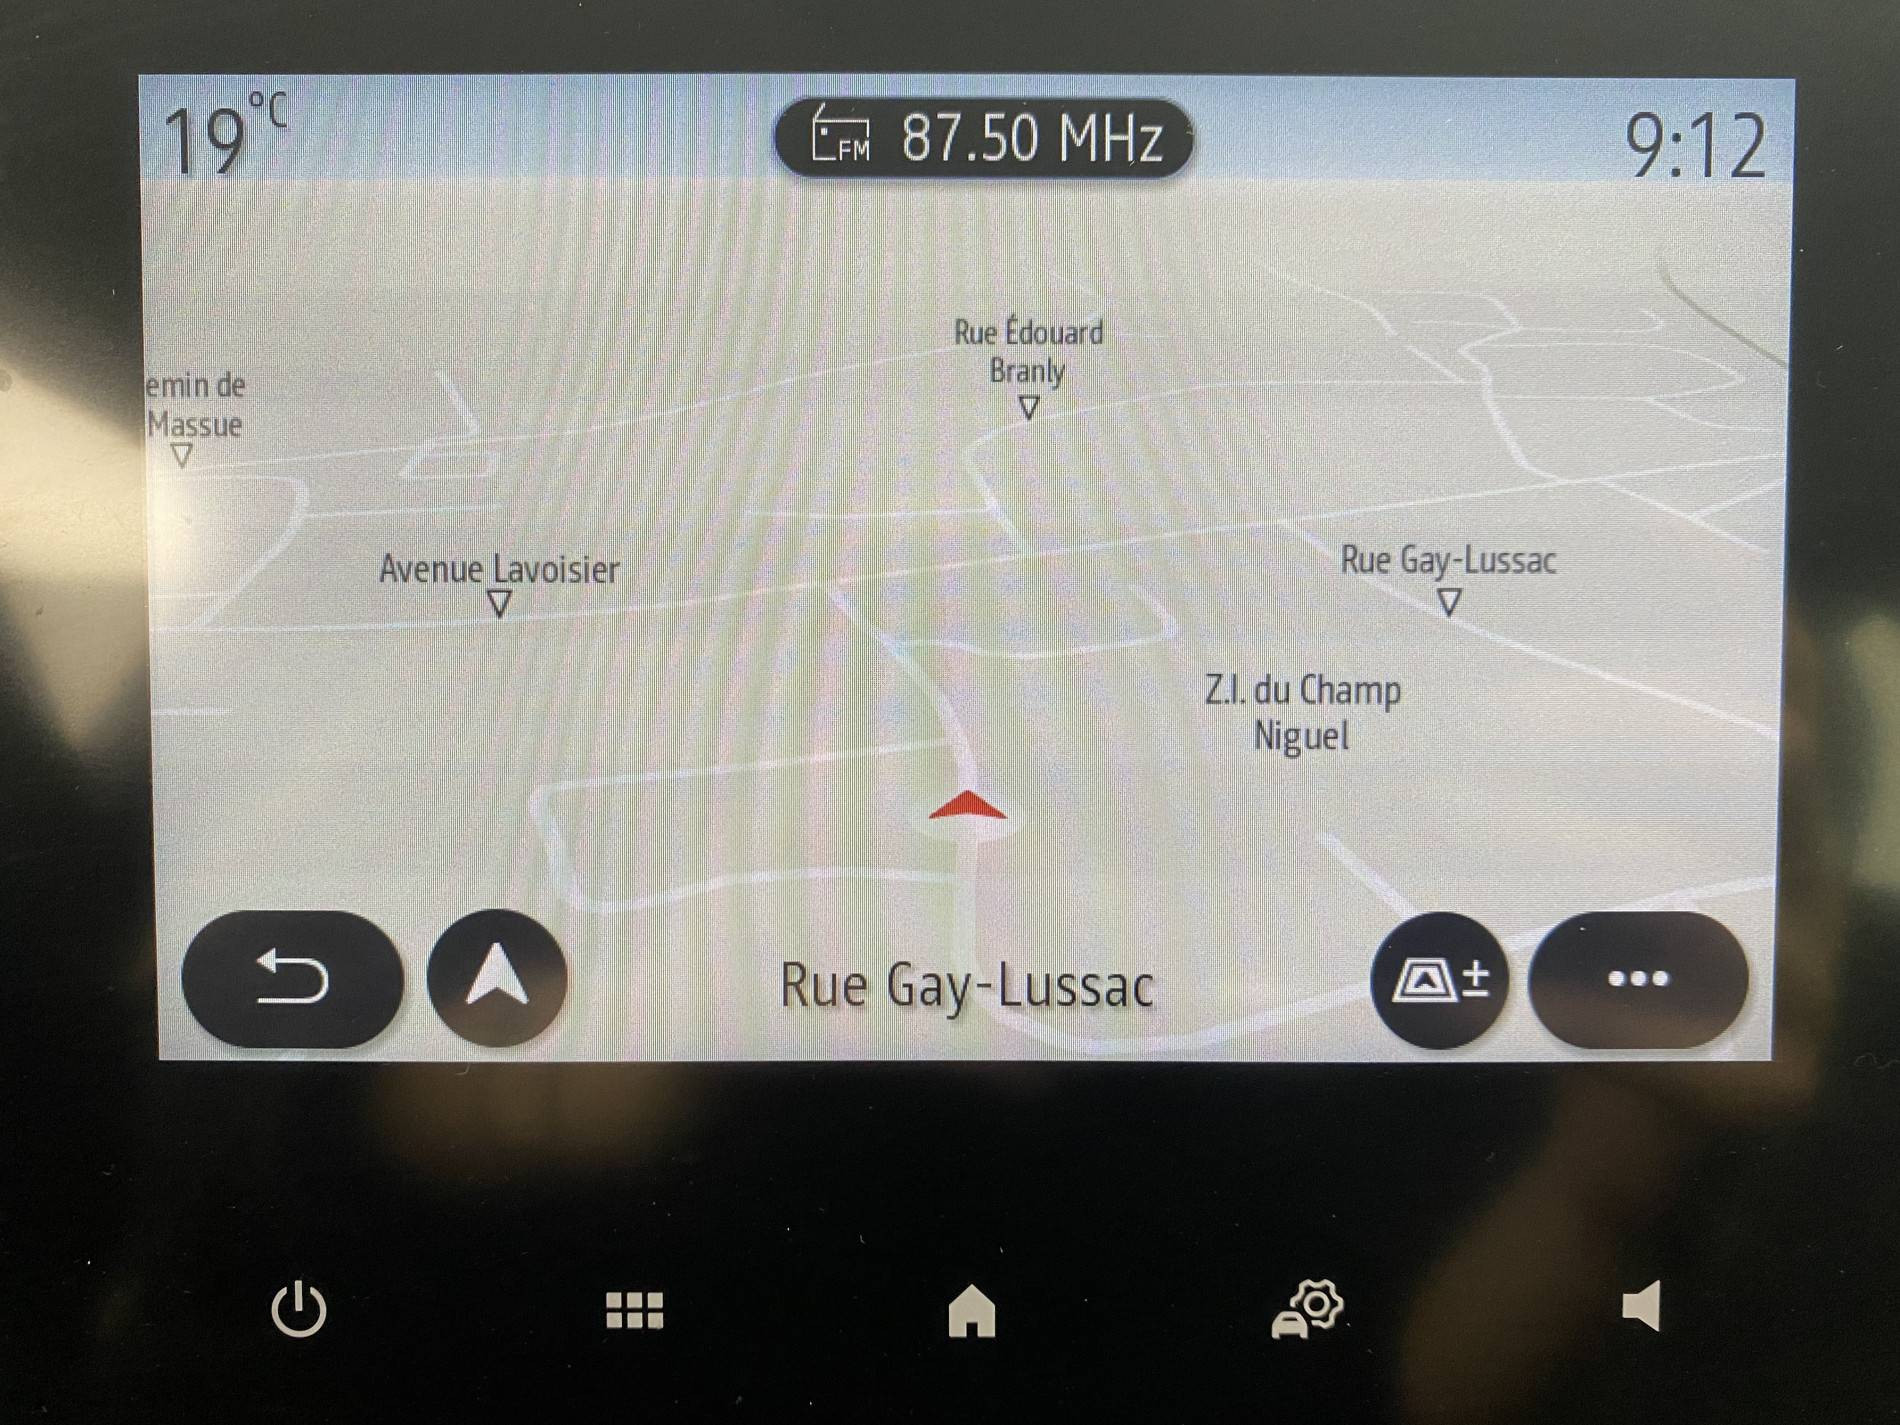 19°C
FM 87.50 MHz
9:12
Rue Édouard
Branly
emin de
Massue
Avenue Lavoisier
Rue Gay-Lussac
Z.I. du Champ
Niguel
Rue Gay-Lussac